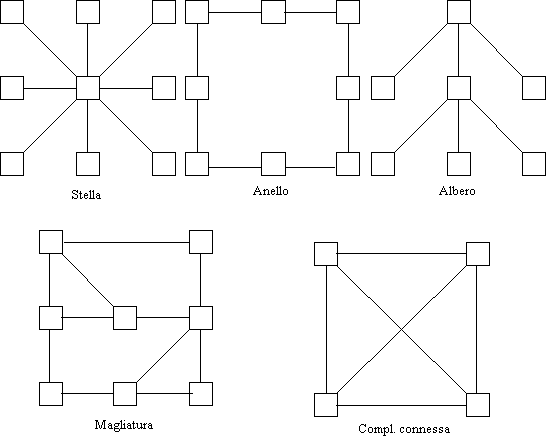 Stella
Anello
Albero
Magliatura
Compl. connessa